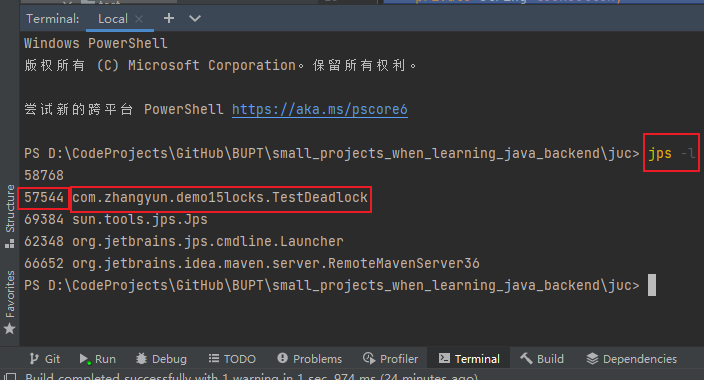 Terminal: Local
Windows PowerShell
版权所有 (C) Microsoft Corporation。保留所有权利。
尝试新的跨平台 PowerShell https://aka.ms/pscore6
PS D:\CodeProjects\GitHub\BUPT\small_projects_when_learning_java_backend\juc> jps -l
58768
57544 com.zhangyun.demo15locks.TestDeadlock
69384 sun.tools.jps.Jps
62348 org.jetbrains.jps.cmdline.Launcher
66652 org.jetbrains.idea.maven.server.RemoteMavenServer36
PS D:\CodeProjects\GitHub\BUPT\small_projects_when_learning_java_backend\juc>
Structure
Favorites
Git Run Debug TODO Problems Profiler Terminal Build Dependencies
Build completed successfully with 1 warning in 1 sec, 974 ms (24 minutes ago)